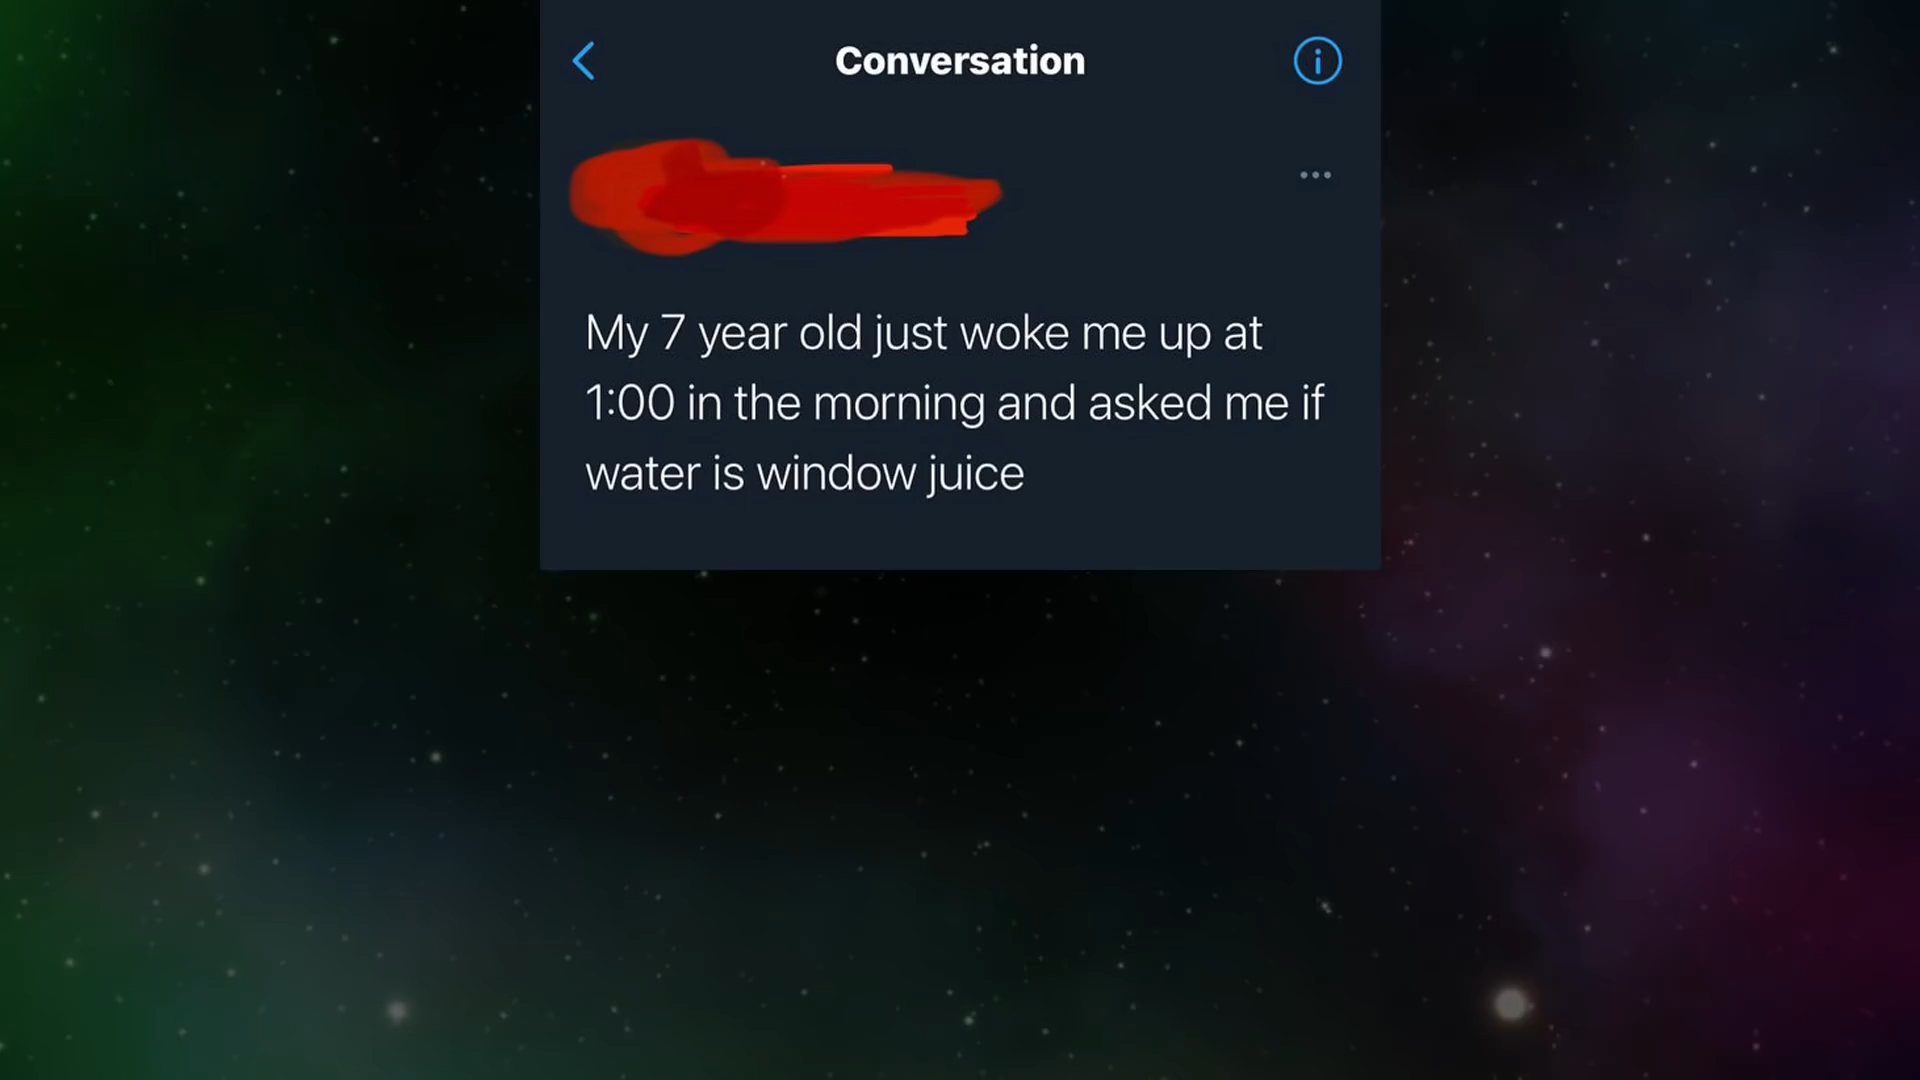 Conversation
My 7 year old just woke me up at
1:00 in the morning and asked me if
water is window juice